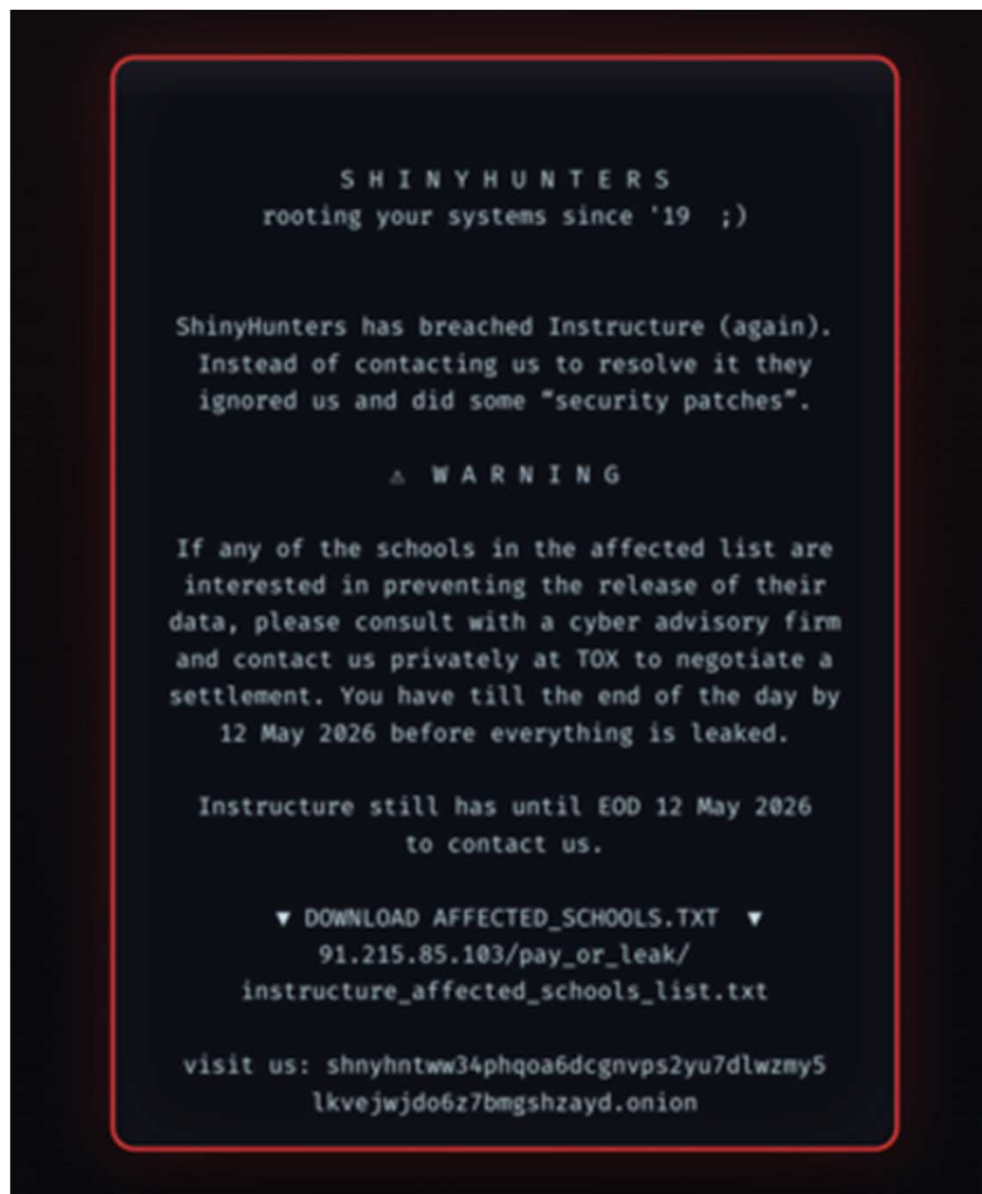 S H I N Y H U N T E R S
rooting your systems since '19 ;)
ShinyHunters has breached Instructure (again).
Instead of contacting us to resolve it they
ignored us and did some “security patches”.
⚠ W A R N I N G
If any of the schools in the affected list are
interested in preventing the release of their
data, please consult with a cyber advisory firm
and contact us privately at TOX to negotiate a
settlement. You have till the end of the day by
12 May 2026 before everything is leaked.
Instructure still has until EOD 12 May 2026
to contact us.
▼ DOWNLOAD AFFECTED_SCHOOLS.TXT ▼
91.215.85.103/pay_or_leak/
instructure_affected_schools_list.txt
visit us: shnyhntww34phqoa6dcgnvps2yu7dlwzmy5
lkvejwjdo6z7bmgshzayd.onion